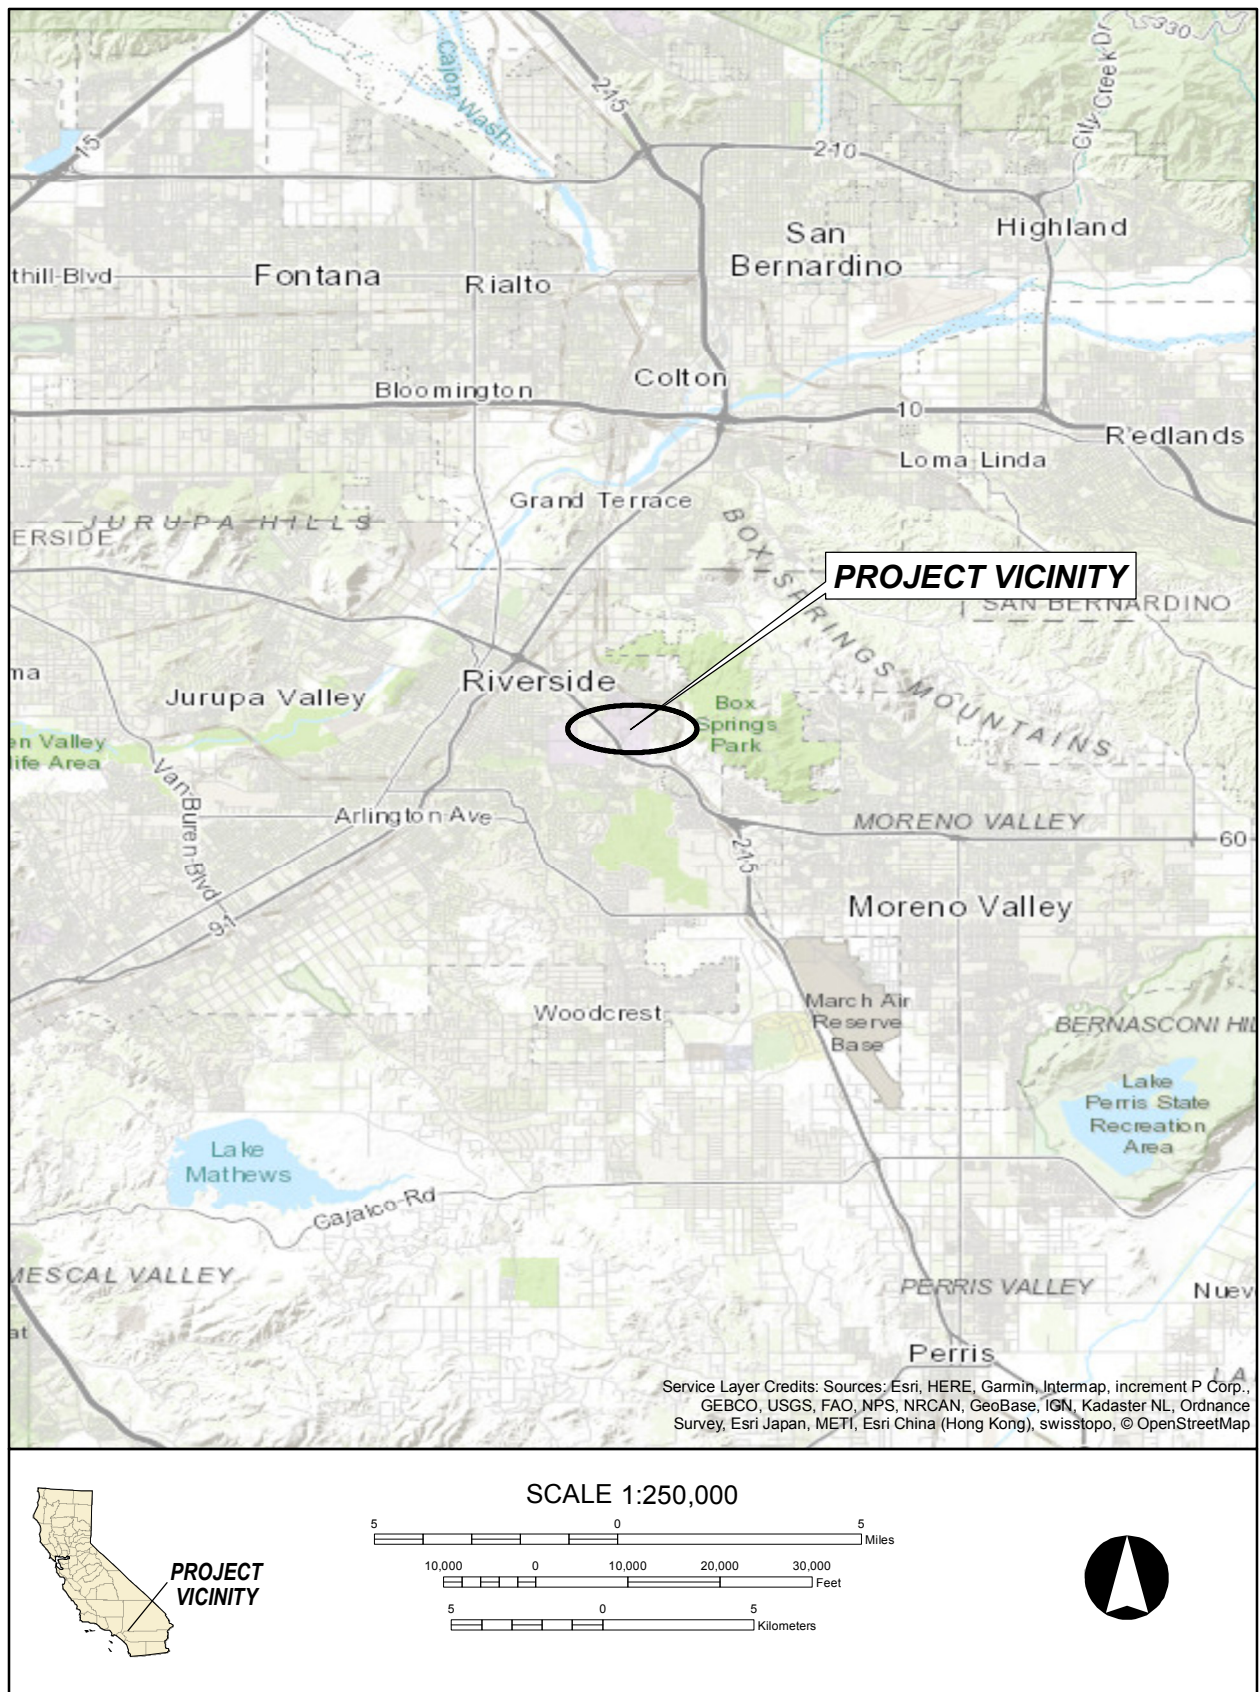 330
City Creek Dr
Cajon Wash
215
15
210
San
Bernardino
Highland
thill Blvd
Fontana
Rialto
Bloomington
Colton
10
Redlands
Loma Linda
Grand Terrace
JURUPA HILLS
ERSIDE
BOX SPRINGS MOUNTAINS
PROJECT VICINITY
SAN BERNARDINO
ma
Jurupa Valley
Riverside
Box
Springs
Park
en Valley
life Area
Van Buren Blvd
Arlington Ave
MORENO VALLEY
60
215
91
Moreno Valley
Woodcrest
March Air
Reserve
Base
BERNASCONI HIL
Lake
Perris State
Recreation
Area
Lake
Mathews
Cajalco Rd
MESCAL VALLEY
PERRIS VALLEY
Nuev
at
Perris
LA
Service Layer Credits: Sources: Esri, HERE, Garmin, Intermap, increment P Corp.,
GEBCO, USGS, FAO, NPS, NRCAN, GeoBase, IGN, Kadaster NL, Ordnance
Survey, Esri Japan, METI, Esri China (Hong Kong), swisstopo, © OpenStreetMap
SCALE 1:250,000
5 0 5
Miles
10,000 0 10,000 20,000 30,000
Feet
5 0 5
Kilometers
PROJECT
VICINITY